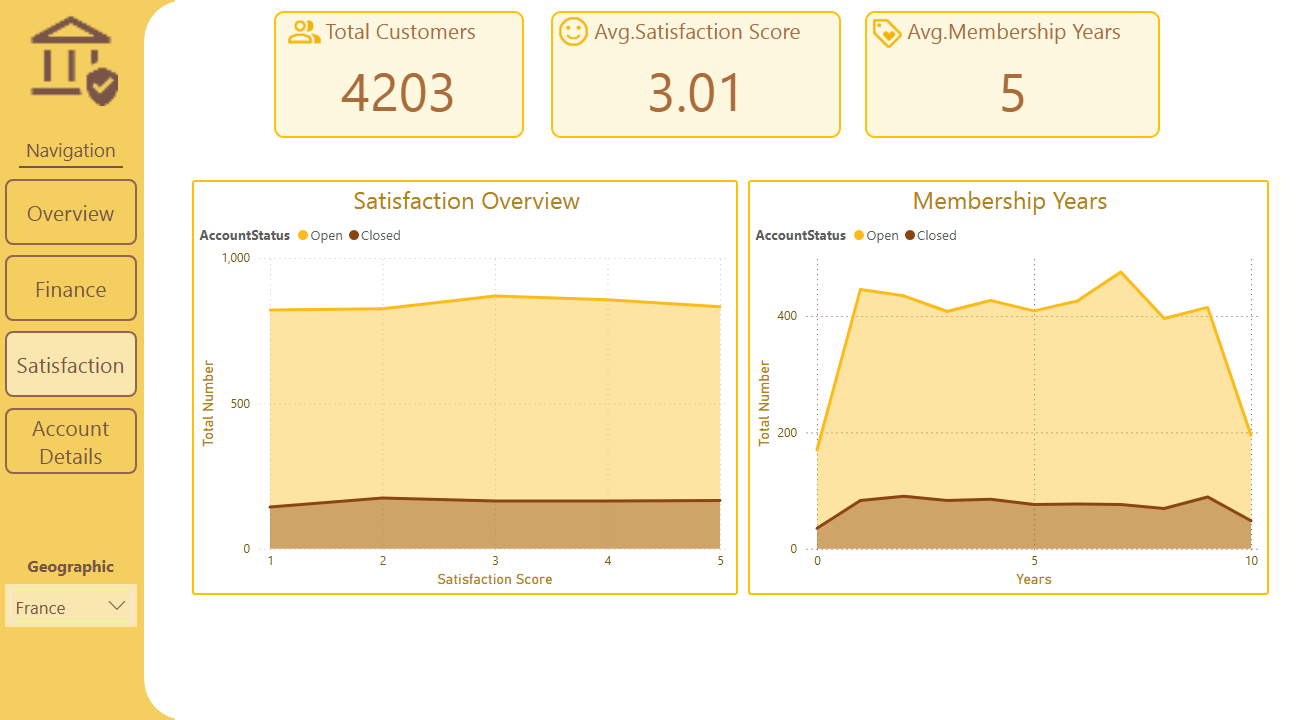 Navigation
Overview
Finance
Satisfaction
Account
Details
Geographic
France
Total Customers
4203
Avg.Satisfaction Score
3.01
Avg.Membership Years
5
Satisfaction Overview
AccountStatus Open Closed
1,000
500
0
Total Number
1 2 3 4 5
Satisfaction Score
Membership Years
AccountStatus Open Closed
400
200
0
Total Number
0 5 10
Years